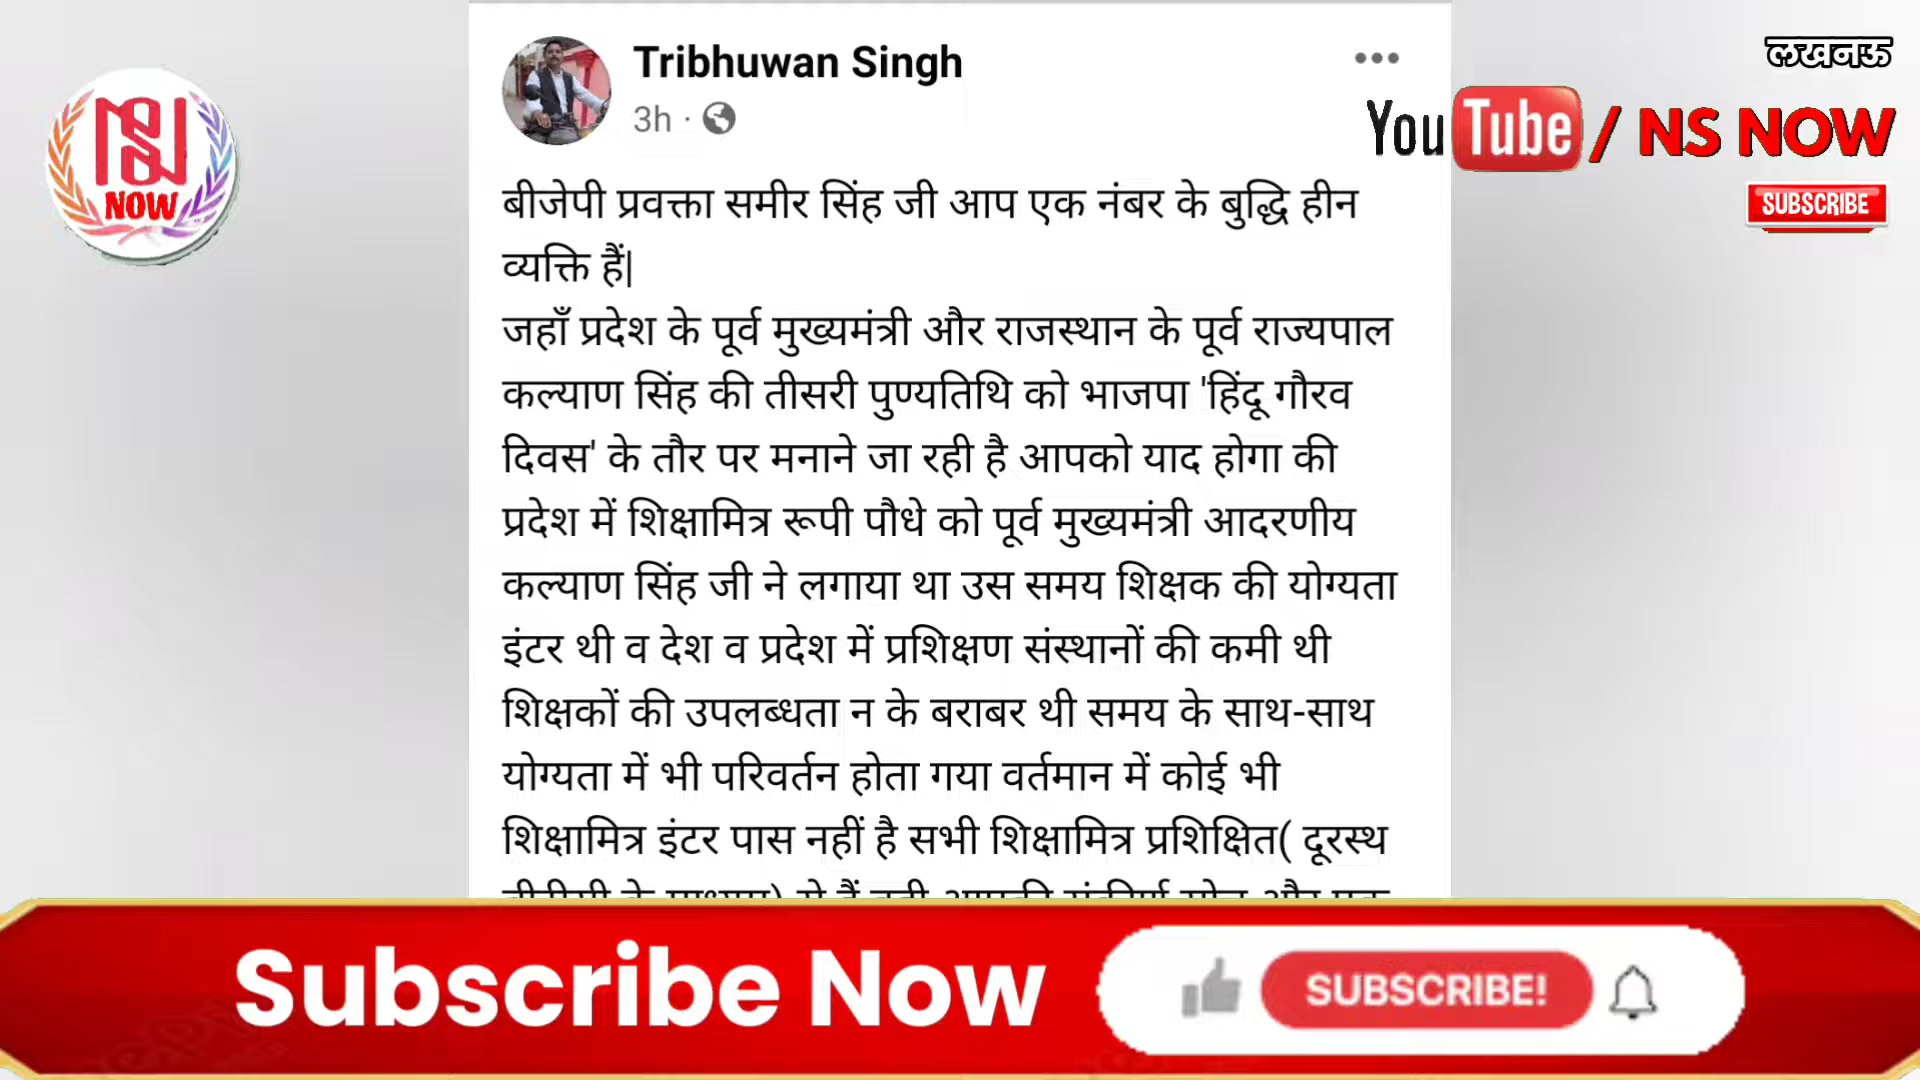 Tribhuwan Singh
3h ·
लखनऊ
YouTube / NS NOW
SUBSCRIBE
NOW
बीजेपी प्रवक्ता समीर सिंह जी आप एक नंबर के बुद्धि हीन
व्यक्ति हैं|
जहाँ प्रदेश के पूर्व मुख्यमंत्री और राजस्थान के पूर्व राज्यपाल
कल्याण सिंह की तीसरी पुण्यतिथि को भाजपा 'हिंदू गौरव
दिवस' के तौर पर मनाने जा रही है आपको याद होगा की
प्रदेश में शिक्षामित्र रूपी पौधे को पूर्व मुख्यमंत्री आदरणीय
कल्याण सिंह जी ने लगाया था उस समय शिक्षक की योग्यता
इंटर थी व देश व प्रदेश में प्रशिक्षण संस्थानों की कमी थी
शिक्षकों की उपलब्धता न के बराबर थी समय के साथ-साथ
योग्यता में भी परिवर्तन होता गया वर्तमान में कोई भी
शिक्षामित्र इंटर पास नहीं है सभी शिक्षामित्र प्रशिक्षित( दूरस्थ
Subscribe Now
SUBSCRIBE!